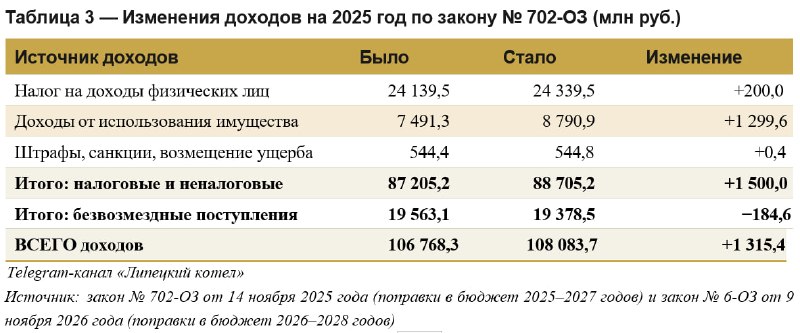 Таблица 3 — Изменения доходов на 2025 год по закону № 702-ОЗ (млн руб.)
Источник доходов Было Стало Изменение
Налог на доходы физических лиц 24 139,5 24 339,5 +200,0
Доходы от использования имущества 7 491,3 8 790,9 +1 299,6
Штрафы, санкции, возмещение ущерба 544,4 544,8 +0,4
Итого: налоговые и неналоговые 87 205,2 88 705,2 +1 500,0
Итого: безвозмездные поступления 19 563,1 19 378,5 −184,6
ВСЕГО доходов 106 768,3 108 083,7 +1 315,4
Telegram-канал «Липецкий котел»
Источник: закон № 702-ОЗ от 14 ноября 2025 года (поправки в бюджет 2025–2027 годов) и закон № 6-ОЗ от 9
ноября 2026 года (поправки в бюджет 2026–2028 годов)